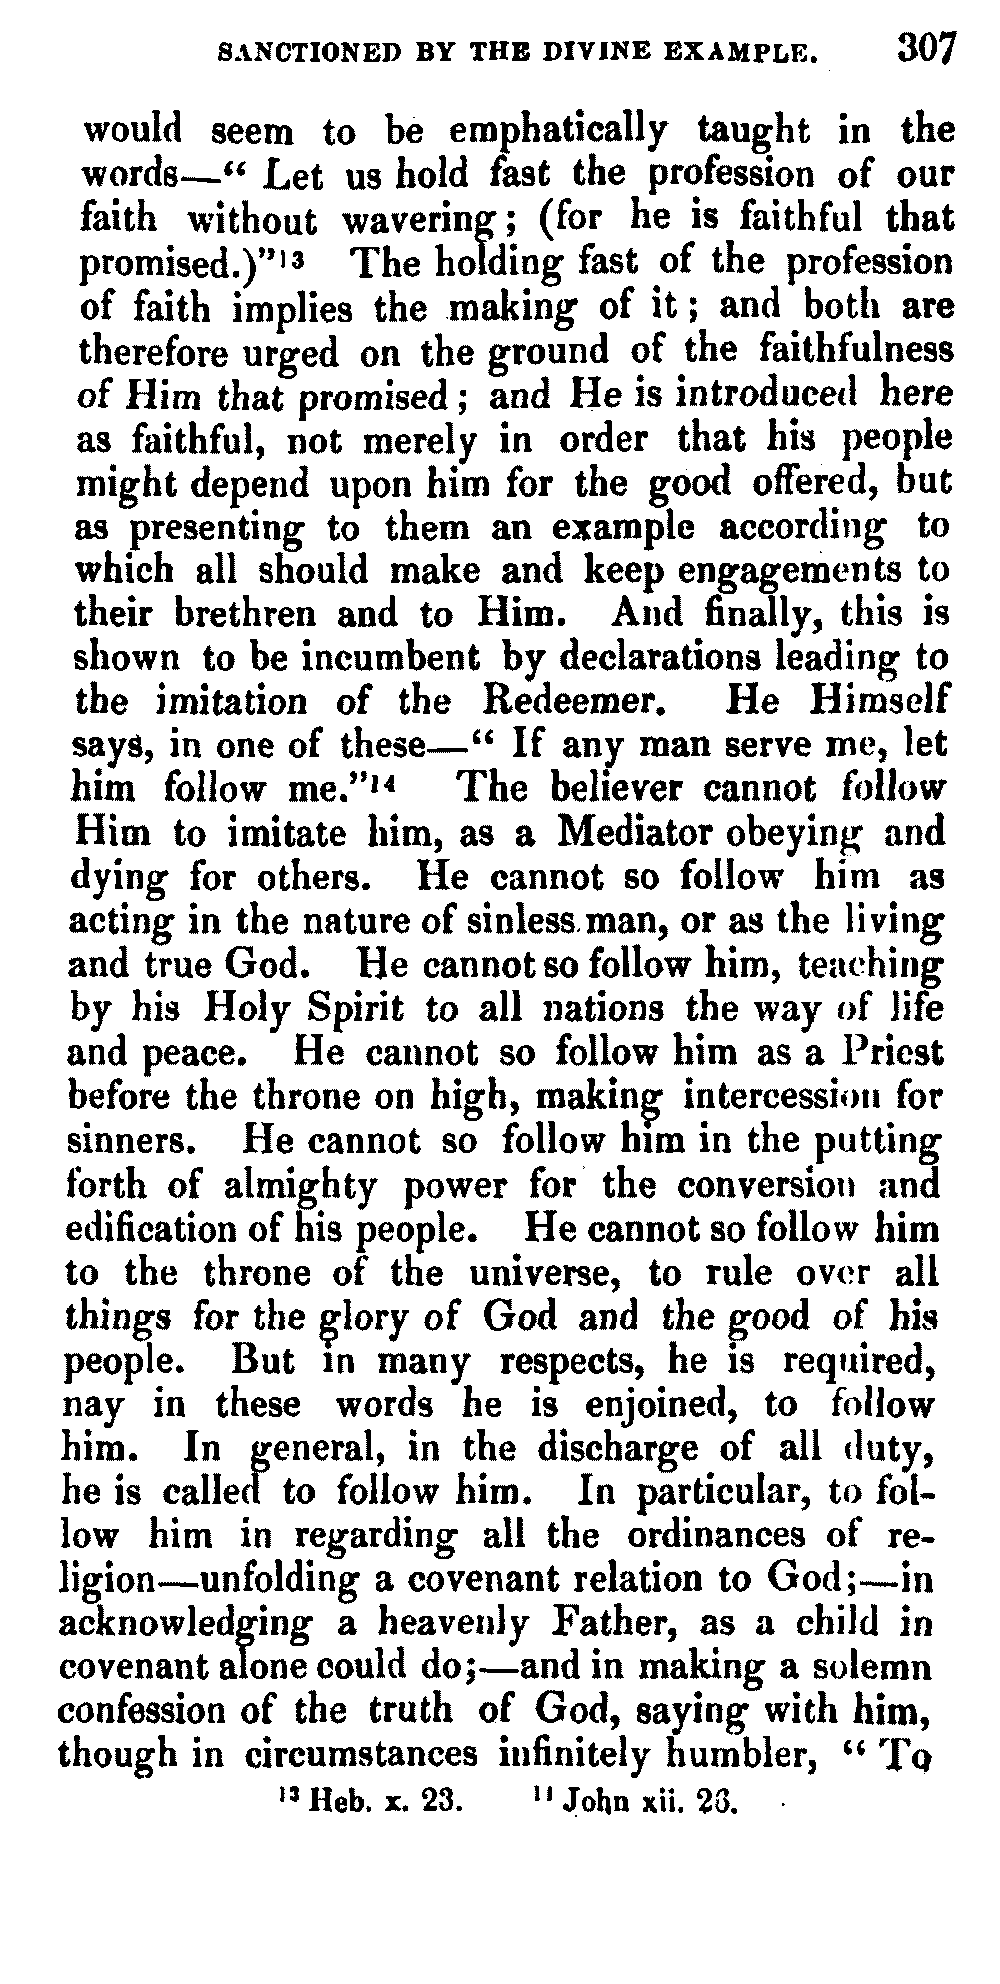 SANCTIONED BY THE DIVINE EXAMPLE. 307
would seem to be emphatically taught in the
words—“ Let us hold fast the profession of our
faith without wavering; (for he is faithful that
promised.)”¹³ The holding fast of the profession
of faith implies the making of it; and both are
therefore urged on the ground of the faithfulness
of Him that promised; and He is introduced here
as faithful, not merely in order that his people
might depend upon him for the good offered, but
as presenting to them an example according to
which all should make and keep engagements to
their brethren and to Him. And finally, this is
shown to be incumbent by declarations leading to
the imitation of the Redeemer. He Himself
says, in one of these—“ If any man serve me, let
him follow me.”¹⁴ The believer cannot follow
Him to imitate him, as a Mediator obeying and
dying for others. He cannot so follow him as
acting in the nature of sinless man, or as the living
and true God. He cannot so follow him, teaching
by his Holy Spirit to all nations the way of life
and peace. He cannot so follow him as a Priest
before the throne on high, making intercession for
sinners. He cannot so follow him in the putting
forth of almighty power for the conversion and
edification of his people. He cannot so follow him
to the throne of the universe, to rule over all
things for the glory of God and the good of his
people. But in many respects, he is required,
nay in these words he is enjoined, to follow
him. In general, in the discharge of all duty,
he is called to follow him. In particular, to fol-
low him in regarding all the ordinances of re-
ligion—unfolding a covenant relation to God;—in
acknowledging a heavenly Father, as a child in
covenant alone could do;—and in making a solemn
confession of the truth of God, saying with him,
though in circumstances infinitely humbler, “ To
¹³ Heb. x. 23. ¹⁴ John xii. 26.